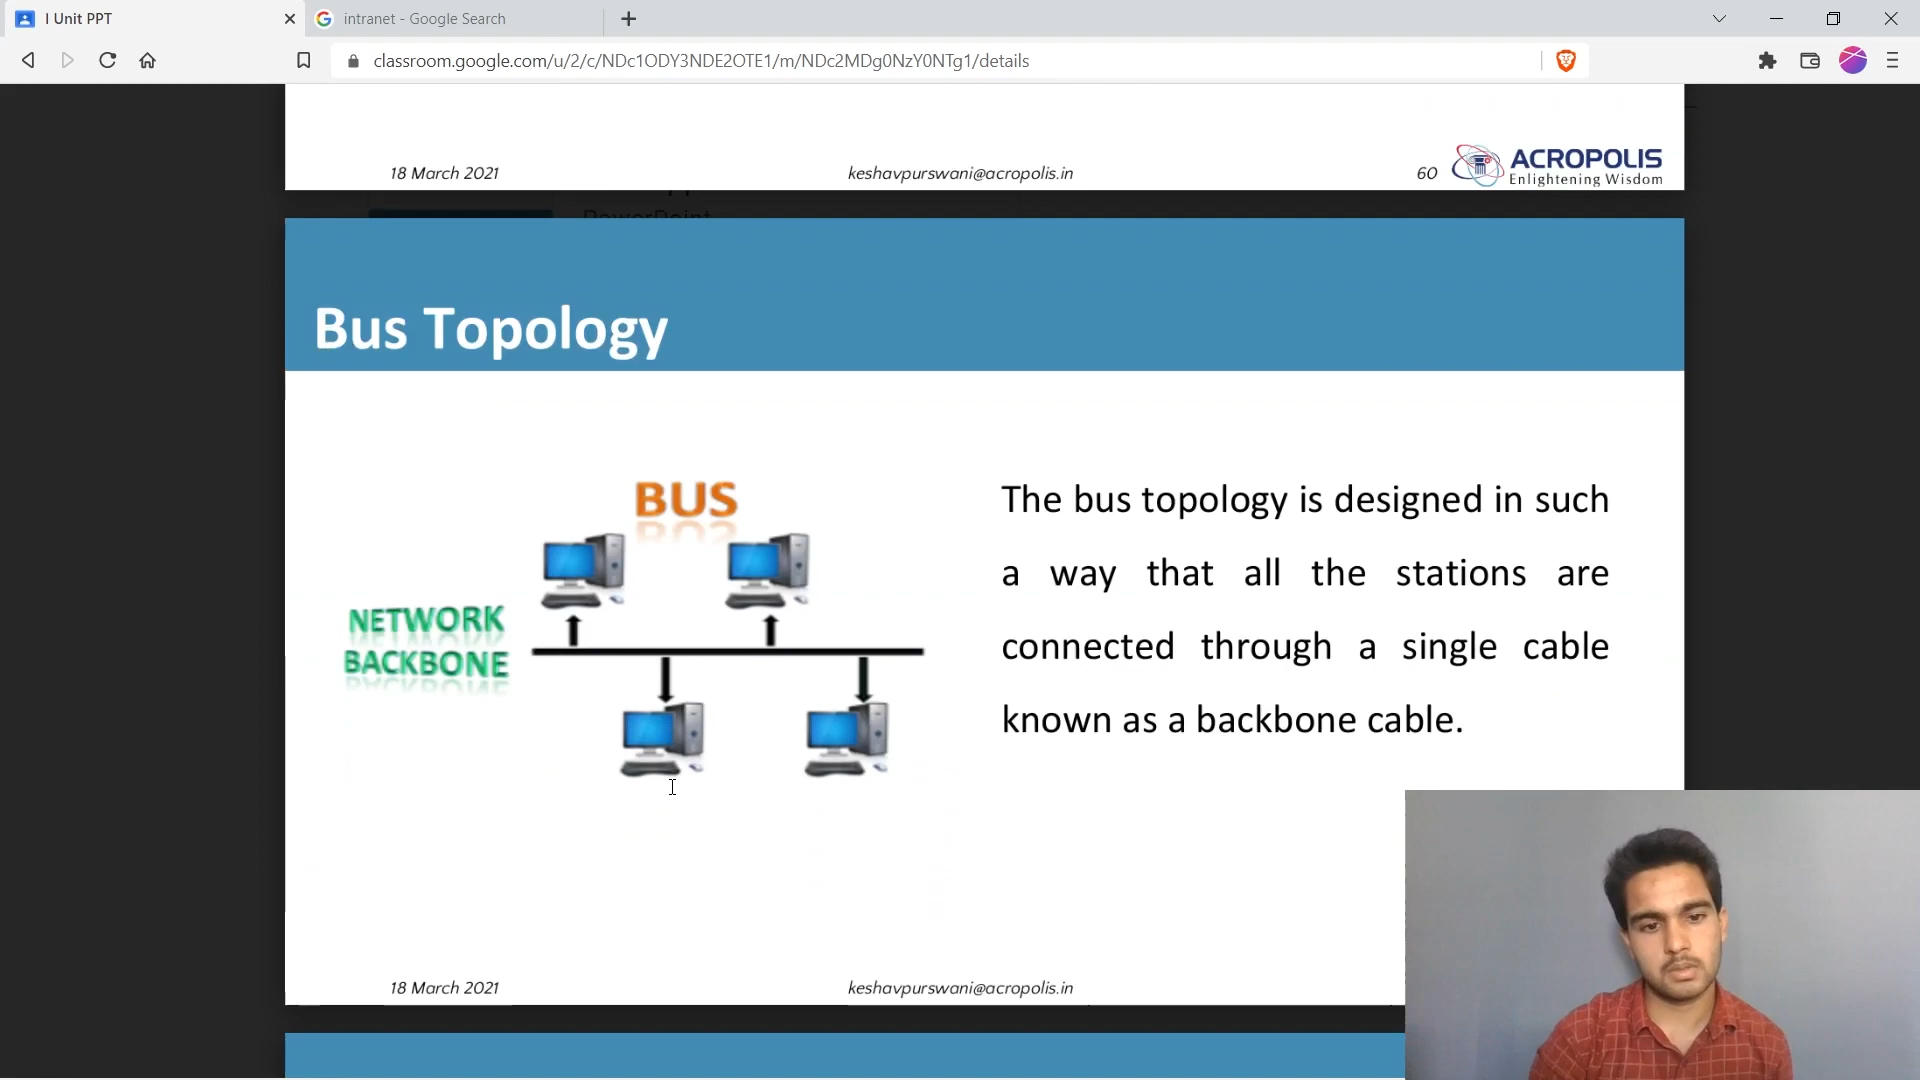 I Unit PPT
intranet - Google Search
classroom.google.com/u/2/c/NDc1ODY3NDE2OTE1/m/NDc2MDg0NzY0NTg1/details
18 March 2021
keshavpurswani@acropolis.in
60
ACROPOLIS
Enlightening Wisdom
PowerPoint
Bus Topology
BUS
NETWORK
BACKBONE
The bus topology is designed in such
a way that all the stations are
connected through a single cable
known as a backbone cable.
18 March 2021
keshavpurswani@acropolis.in